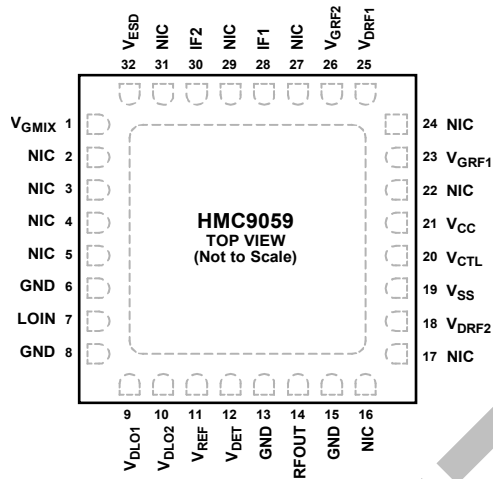 VESD NIC IF2 NIC IF1 NIC VGRF2 VDRF1
32 31 30 29 28 27 26 25
VGMIX 1
NIC 2
NIC 3
NIC 4
NIC 5
GND 6
LOIN 7
GND 8
HMC9059
TOP VIEW
(Not to Scale)
24 NIC
23 VGRF1
22 NIC
21 VCC
20 VCTL
19 VSS
18 VDRF2
17 NIC
9 10 11 12 13 14 15 16
VDLO1 VDLO2 VREF VDET GND RFOUT GND NIC